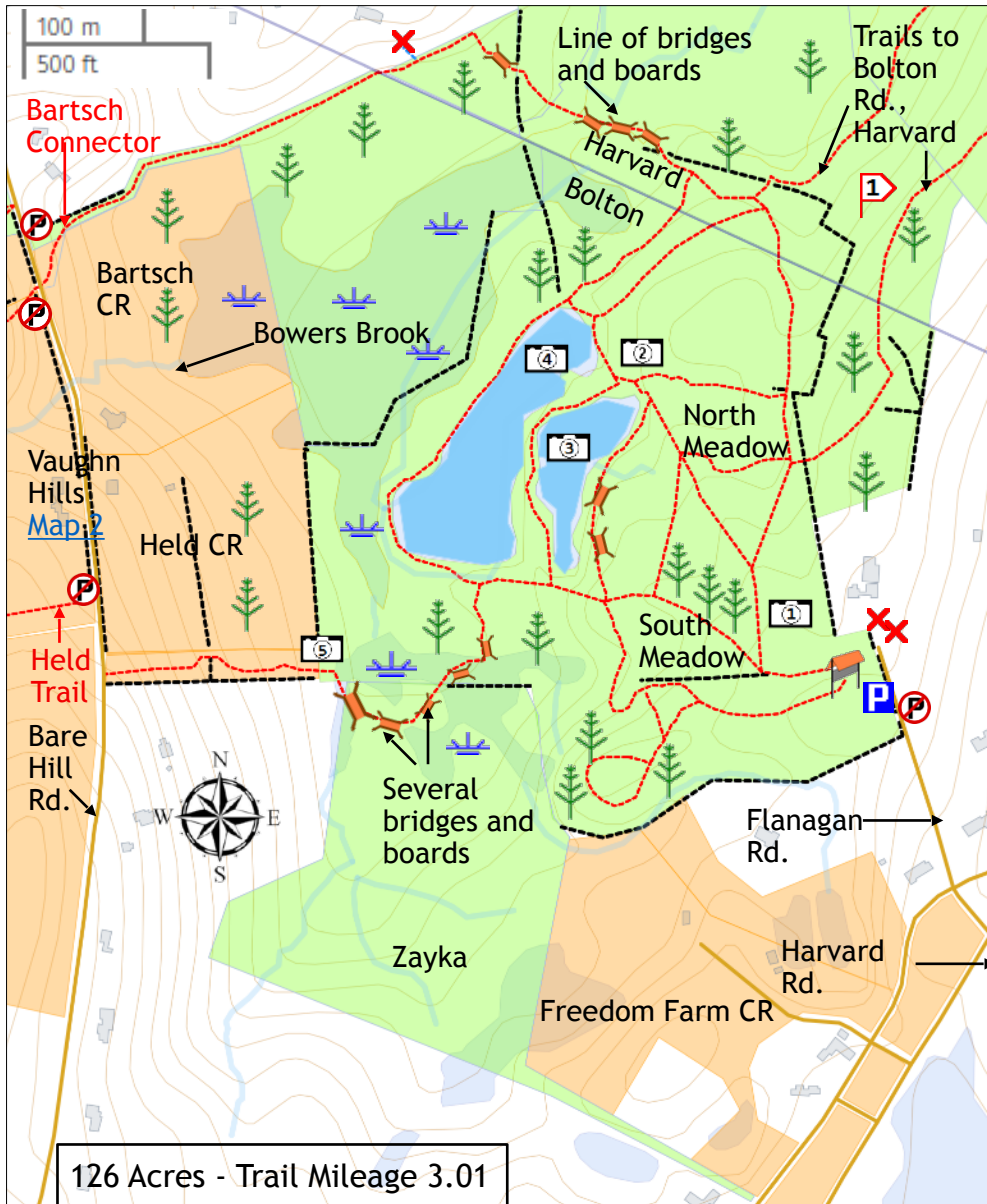 100 m
500 ft
Line of bridges
and boards
Trails to
Bolton
Rd.,
Harvard
Bartsch
Connector
Harvard
Bolton
1
P
Bartsch
CR
P
Bowers Brook
④
②
③
North
Meadow
Vaughn
Hills
Map 2
Held CR
P
Held
Trail
⑤
①
South
Meadow
P
P
Bare
Hill
Rd.
N
W
E
S
Several
bridges and
boards
Flanagan
Rd.
Zayka
Harvard
Rd.
Freedom Farm CR
126 Acres - Trail Mileage 3.01